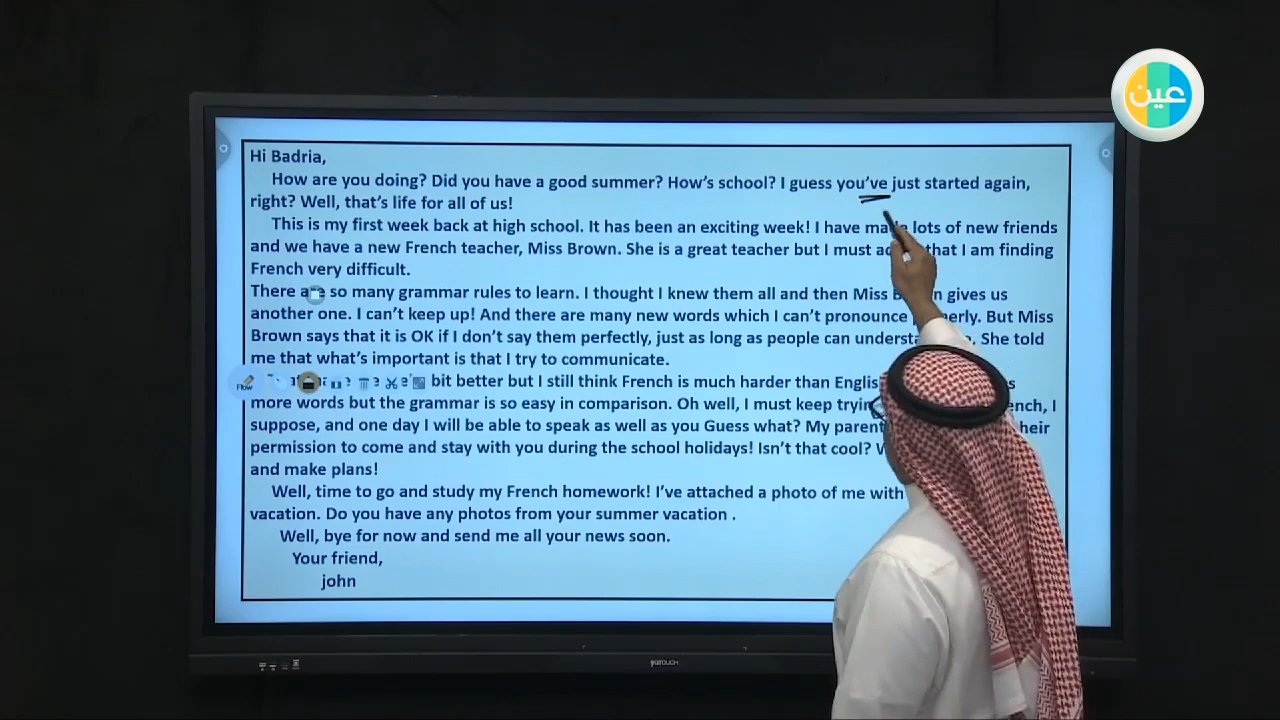 عين
Hi Badria,
How are you doing? Did you have a good summer? How's school? I guess you've just started again,
right? Well, that's life for all of us!
This is my first week back at high school. It has been an exciting week! I have made lots of new friends
and we have a new French teacher, Miss Brown. She is a great teacher but I must that I am finding
French very difficult.
There are so many grammar rules to learn. I thought I knew them all and then Miss gives us
another one. I can't keep up! And there are many new words which I can't pronounce But Miss
Brown says that it is OK if I don't say them perfectly, just as long as people can She told
me that what's important is that I try to communicate.
Flow bit better but I still think French is much harder than
more words but the grammar is so easy in comparison. Oh well, I must keep I
suppose, and one day I will be able to speak as well as you Guess what? My
permission to come and stay with you during the school holidays! Isn't that cool?
and make plans!
Well, time to go and study my French homework! I've attached a photo of me with
vacation. Do you have any photos from your summer vacation .
Well, bye for now and send me all your news soon.
Your friend,
john